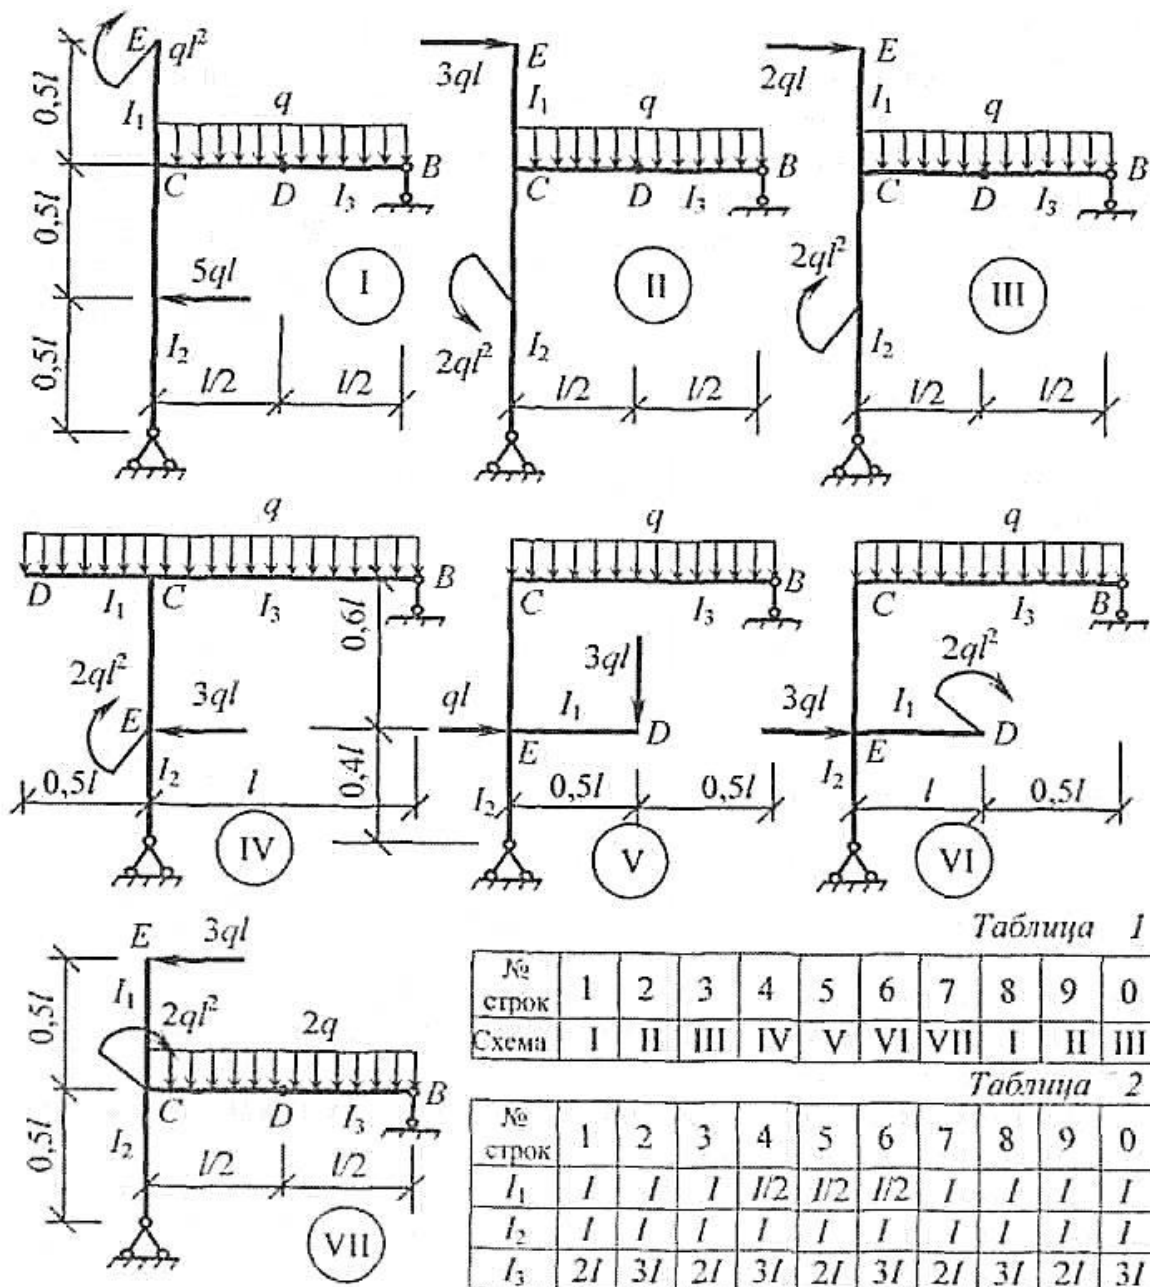 E ql²
0,5l
I₁
q
C D I₃ B
0,5l
5ql
I
0,5l
I₂
l/2 l/2
3ql
E
I₁
q
C D I₃ B
2ql²
II
I₂
l/2 l/2
2ql
E
I₁
q
C D I₃ B
2ql²
III
I₂
l/2 l/2
q
D I₁ C I₃ B
0,6l
2ql²
E 3ql
0,4l
I₂
0,5l l
IV
q
C I₃ B
3ql
ql
I₁
E D
I₂
0,5l 0,5l
V
q
C I₃ B
2ql²
3ql
I₁
E D
I₂
l 0,5l
VI
E 3ql
0,5l
I₁
2ql² 2q
C D I₃ B
0,5l
I₂
l/2 l/2
VII
Таблица 1
№ строк 1 2 3 4 5 6 7 8 9 0
Схема I II III IV V VI VII I II III
Таблица 2
№ строк 1 2 3 4 5 6 7 8 9 0
I₁ I I I I/2 I/2 I/2 I I I I
I₂ I I I I I I I I I I
I₃ 2I 3I 2I 3I 2I 3I 2I 3I 2I 3I